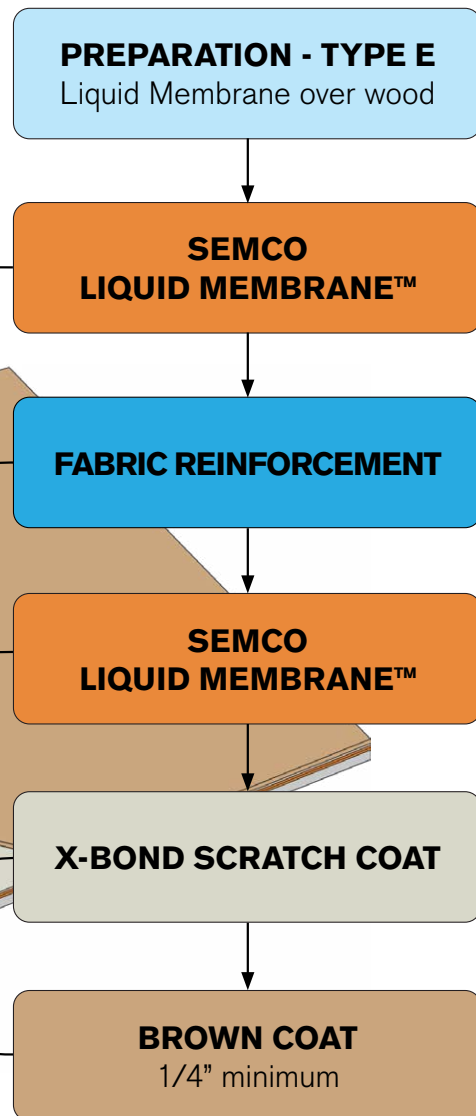 PREPARATION - TYPE E
Liquid Membrane over wood
SEMCO
LIQUID MEMBRANE™
FABRIC REINFORCEMENT
SEMCO
LIQUID MEMBRANE™
X-BOND SCRATCH COAT
BROWN COAT
1/4” minimum